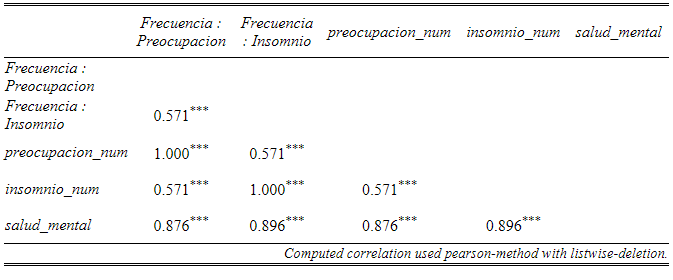 Frecuencia : Preocupacion Frecuencia : Insomnio preocupacion_num insomnio_num salud_mental
Frecuencia : Preocupacion
Frecuencia : Insomnio 0.571***
preocupacion_num 1.000*** 0.571***
insomnio_num 0.571*** 1.000*** 0.571***
salud_mental 0.876*** 0.896*** 0.876*** 0.896***
Computed correlation used pearson-method with listwise-deletion.